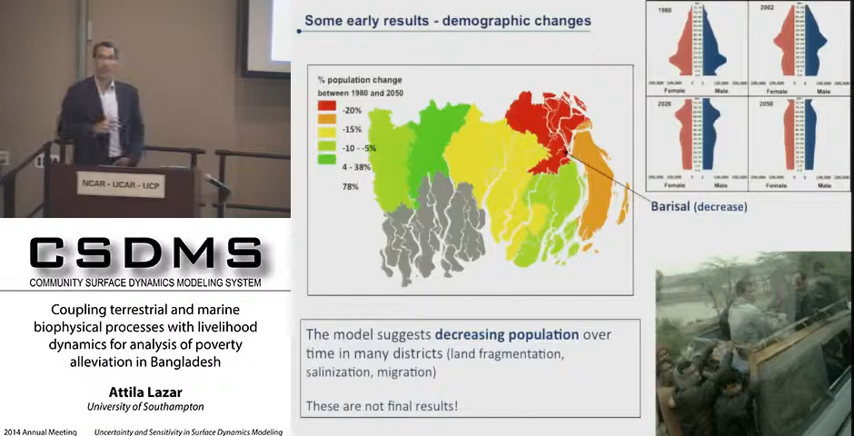 NCAR - UCAR - UCP
CSDMS
COMMUNITY SURFACE DYNAMICS MODELING SYSTEM
Coupling terrestrial and marine
biophysical processes with livelihood
dynamics for analysis of poverty
alleviation in Bangladesh
Attila Lazar
University of Southampton
2014 Annual Meeting
Uncertainty and Sensitivity in Surface Dynamics Modeling
Some early results - demographic changes
% population change
between 1980 and 2050
-20%
-15%
-10 - -5%
4 - 38%
78%
1980
Female
Male
2002
Female
Male
2026
Female
Male
2050
Female
Male
Barisal (decrease)
The model suggests decreasing population over
time in many districts (land fragmentation,
salinization, migration)
These are not final results!